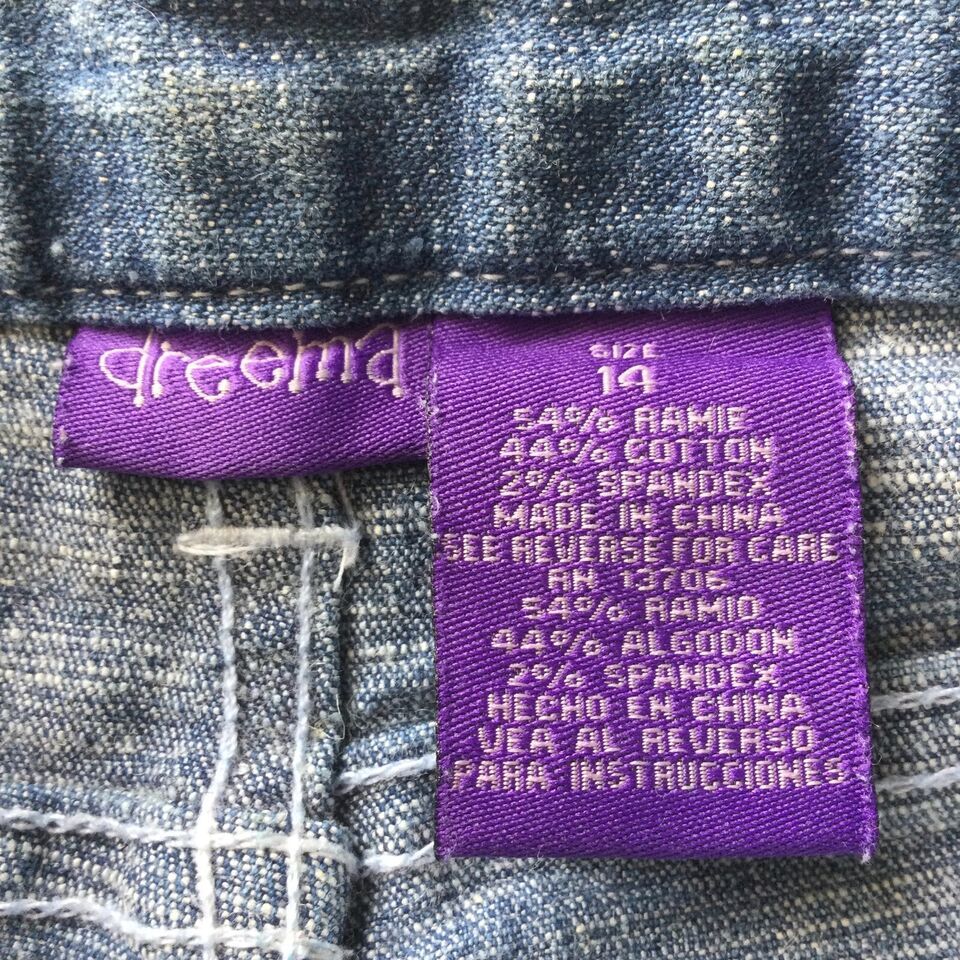 dreema
SIZE
14
54% RAMIE
44% COTTON
2% SPANDEX
MADE IN CHINA
SEE REVERSE FOR CARE
RN 13706
54% RAMIO
44% ALGODON
2% SPANDEX
HECHO EN CHINA
VEA AL REVERSO
PARA INSTRUCCIONES